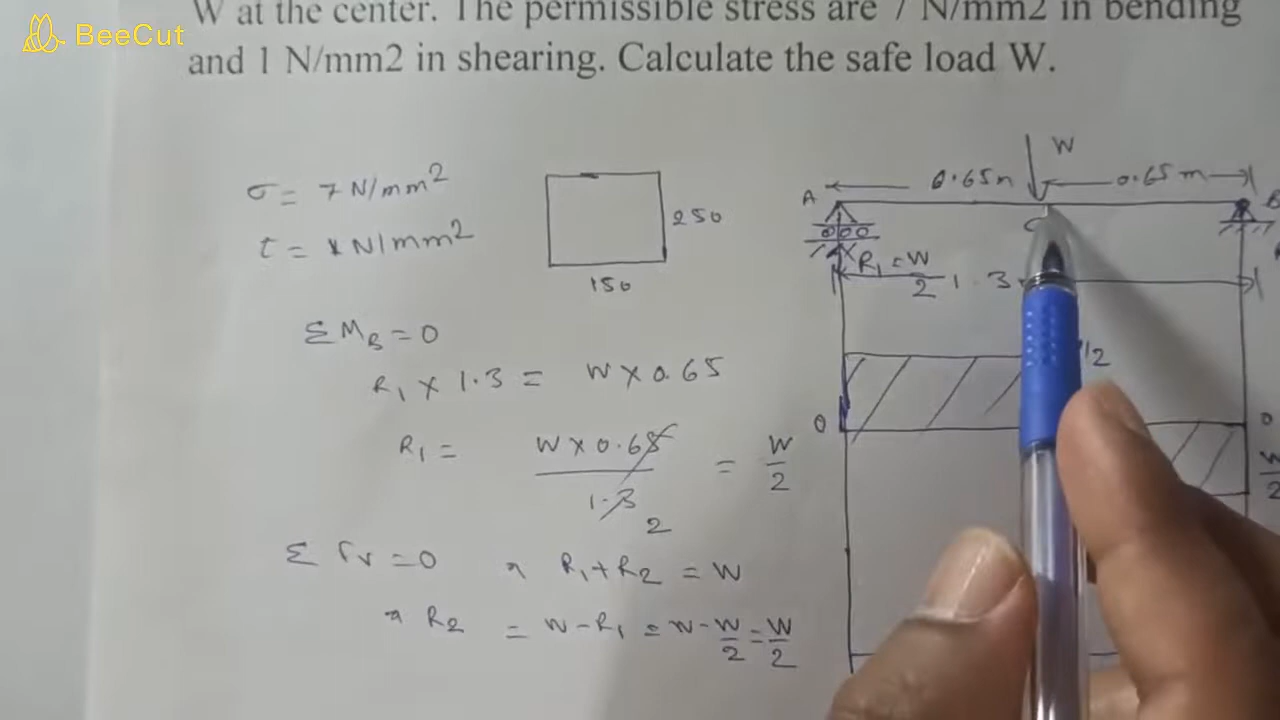 BeeCut
W at the center. The permissible stress are 7 N/mm2 in bending
and 1 N/mm2 in shearing. Calculate the safe load W.
σ = 7 N/mm²
τ = 1 N/mm²
250
150
ΣM_B = 0
R₁ × 1.3 = W × 0.65
R₁ = W × 0.65 / 1.3 2 = W/2
ΣFv = 0 ⇒ R₁ + R₂ = W
⇒ R₂ = W - R₁ = W - W/2 = W/2
W
0.65m 0.65 m
A B
C
R₁ = W/2
1.3
/2
0 0
W/2